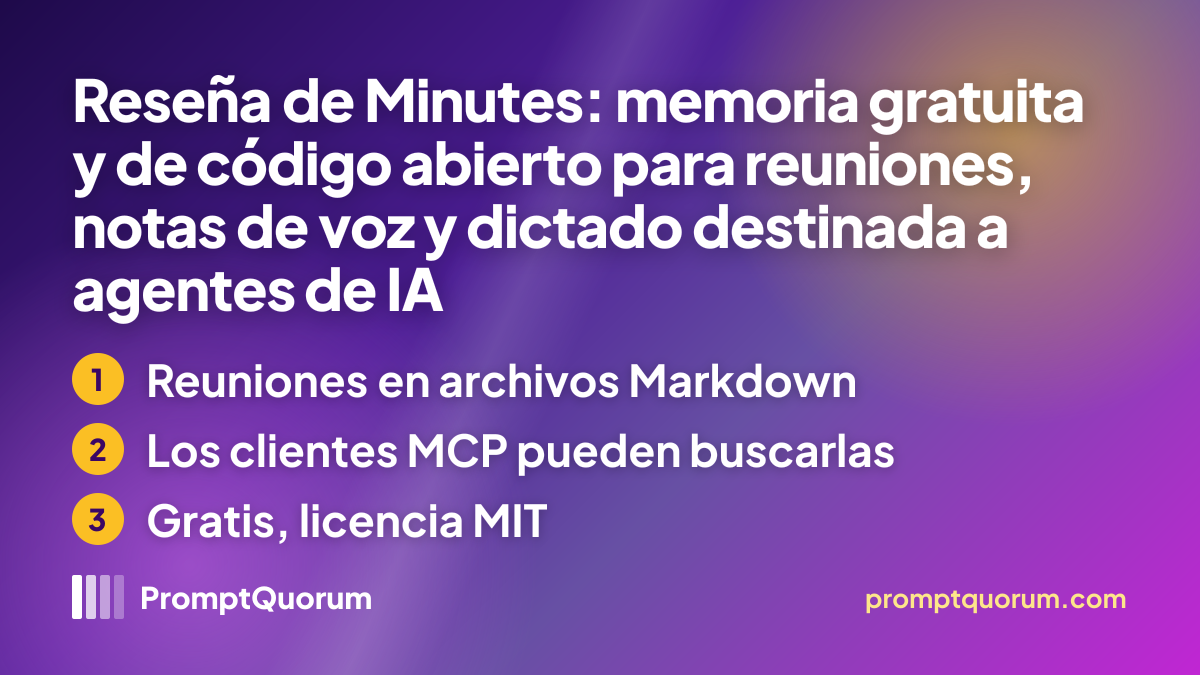 Reseña de Minutes: memoria gratuita
y de código abierto para reuniones,
notas de voz y dictado destinada a
agentes de IA
1 Reuniones en archivos Markdown
2 Los clientes MCP pueden buscarlas
3 Gratis, licencia MIT
PromptQuorum
promptquorum.com